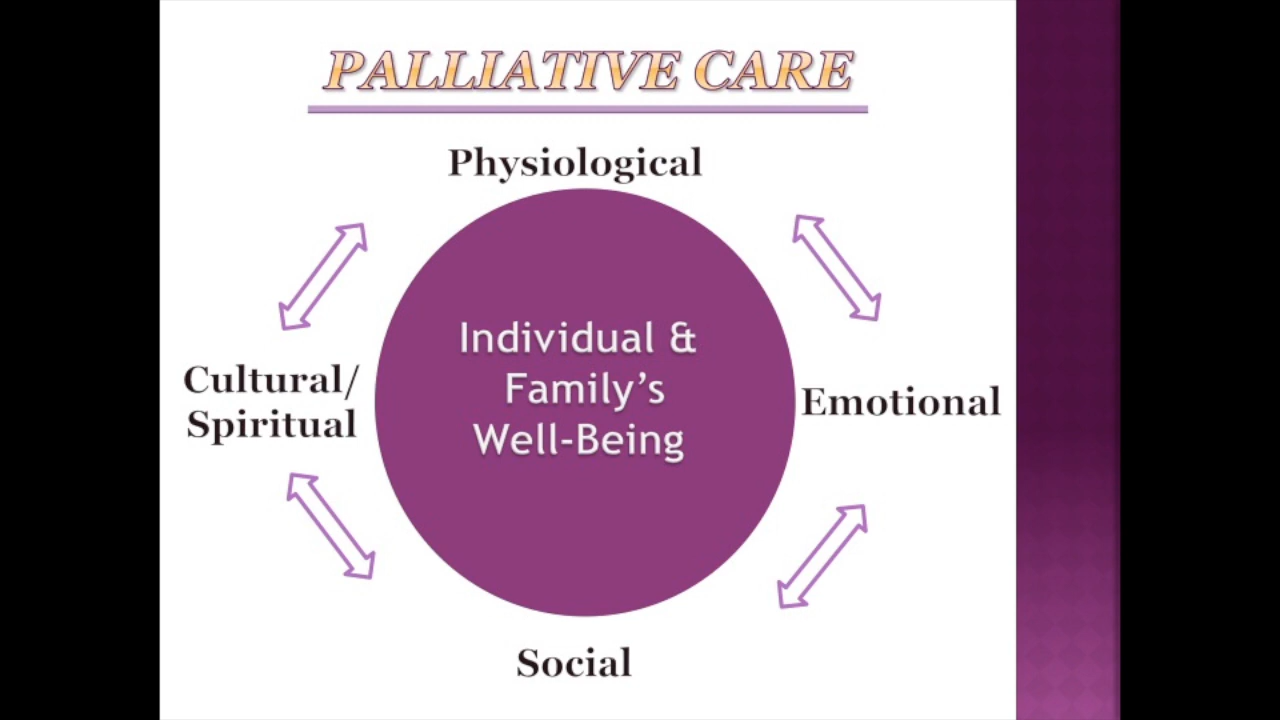 PALLIATIVE CARE
Physiological
Individual &
Family’s
Well-Being
Cultural/
Spiritual
Emotional
Social